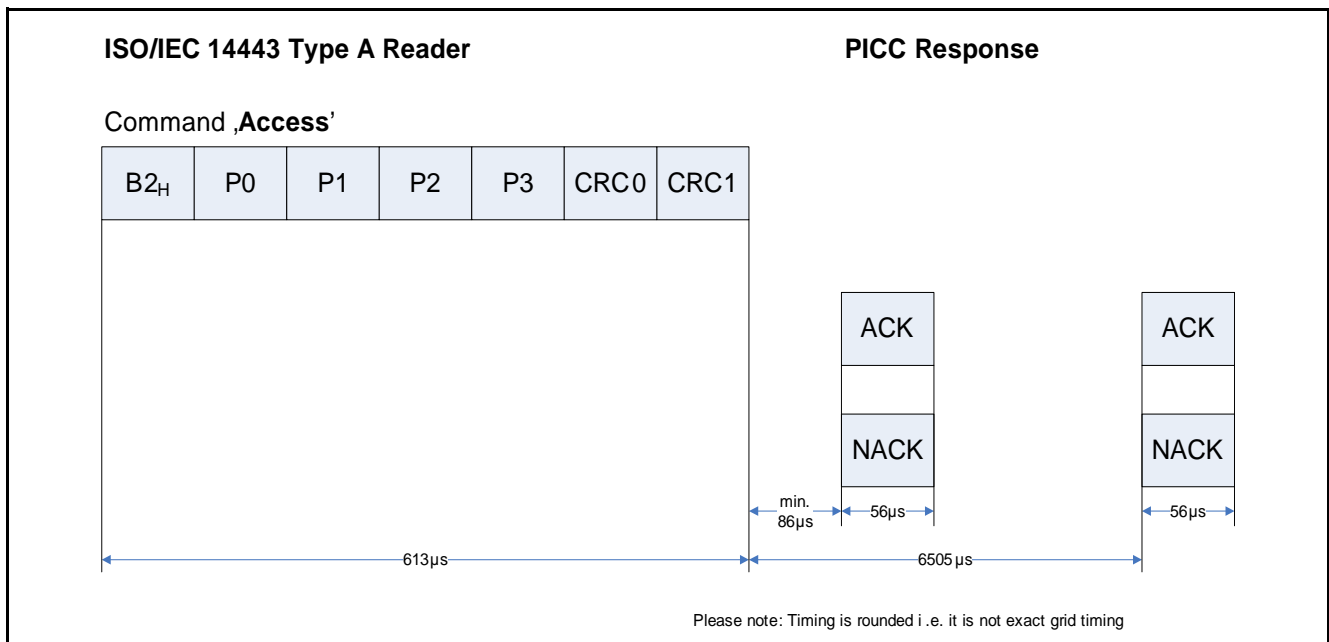 ISO/IEC 14443 Type A Reader PICC Response
Command ‚Access'
B2H P0 P1 P2 P3 CRC0 CRC1
ACK ACK
NACK NACK
min.
86µs 56µs 56µs
613µs 6505µs
Please note: Timing is rounded i .e. it is not exact grid timing